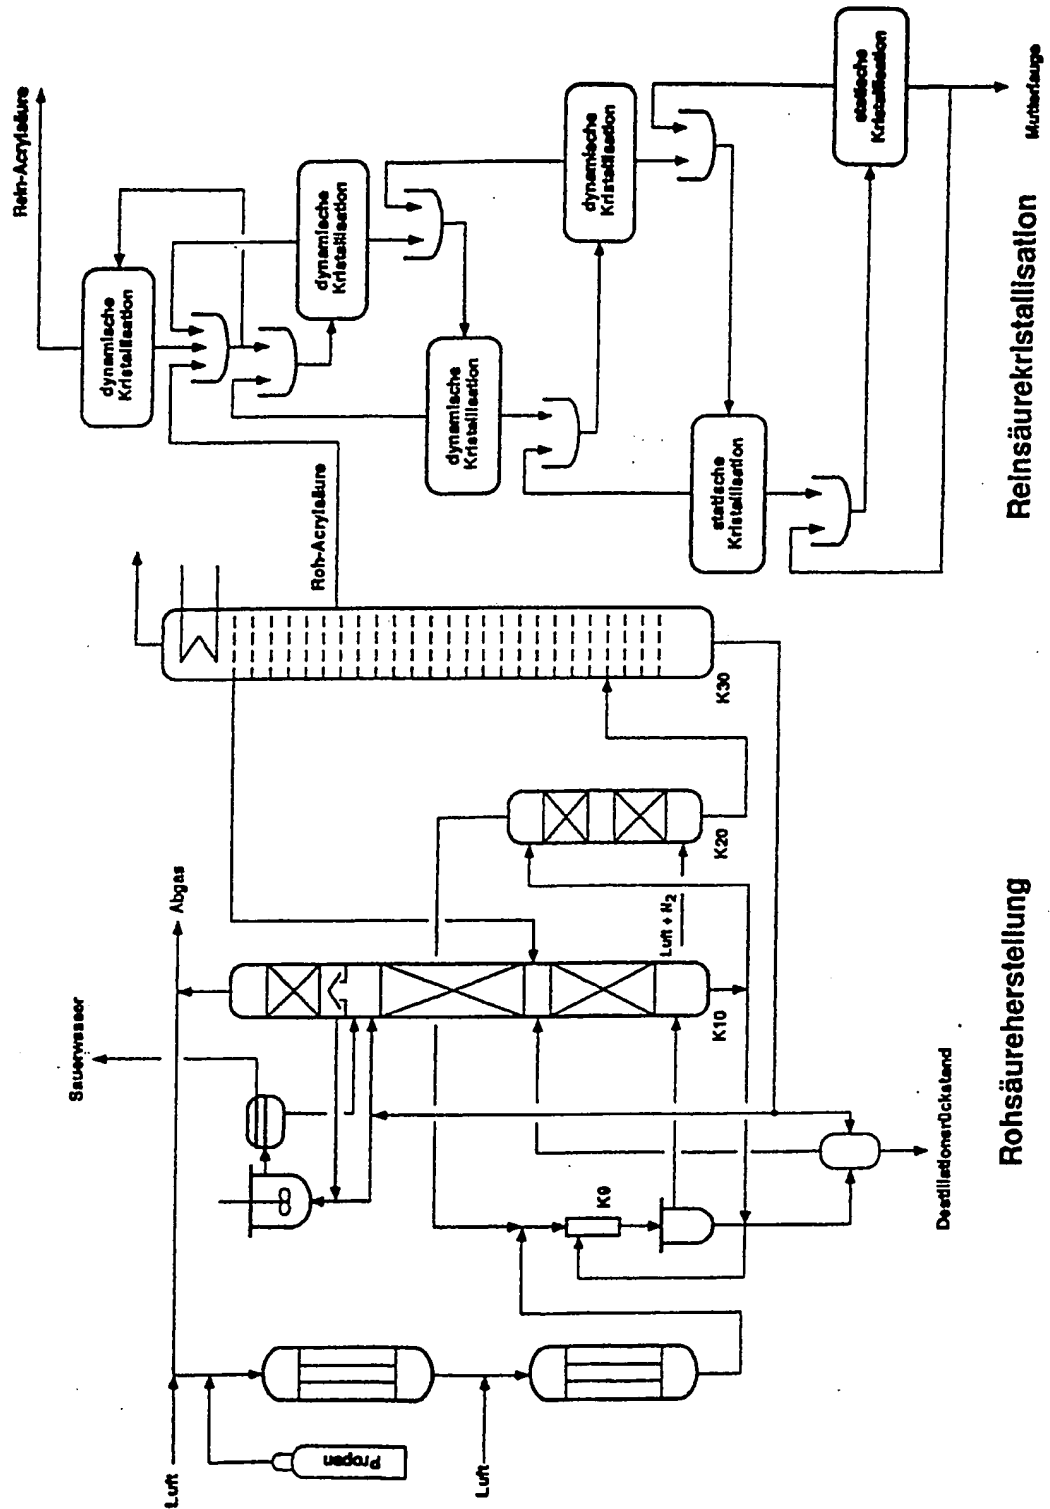 Rein-Acrylsäure
dynamische
Kristallisation
dynamische
Kristallisation
dynamische
Kristallisation
dynamische
Kristallisation
statische
Kristallisation
statische
Kristallisation
Mutterlauge
Reinsäurekristallisation
Roh-Acrylsäure
K30
K20
Luft + N2
Abgas
K10
Sauerwasser
K9
Destillationsrückstand
Rohsäureherstellung
Luft
Propen
Luft